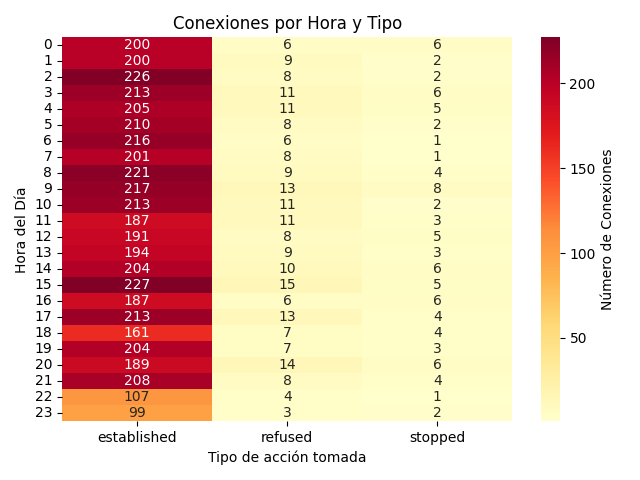 Conexiones por Hora y Tipo
0 200 6 6
1 200 9 2
2 226 8 2
3 213 11 6
4 205 11 5
5 210 8 2
6 216 6 1
7 201 8 1
8 221 9 4
9 217 13 8
10 213 11 2
11 187 11 3
12 191 8 5
13 194 9 3
14 204 10 6
15 227 15 5
16 187 6 6
17 213 13 4
18 161 7 4
19 204 7 3
20 189 14 6
21 208 8 4
22 107 4 1
23 99 3 2
established refused stopped
Tipo de acción tomada
Hora del Día
200
150
100
50
Número de Conexiones